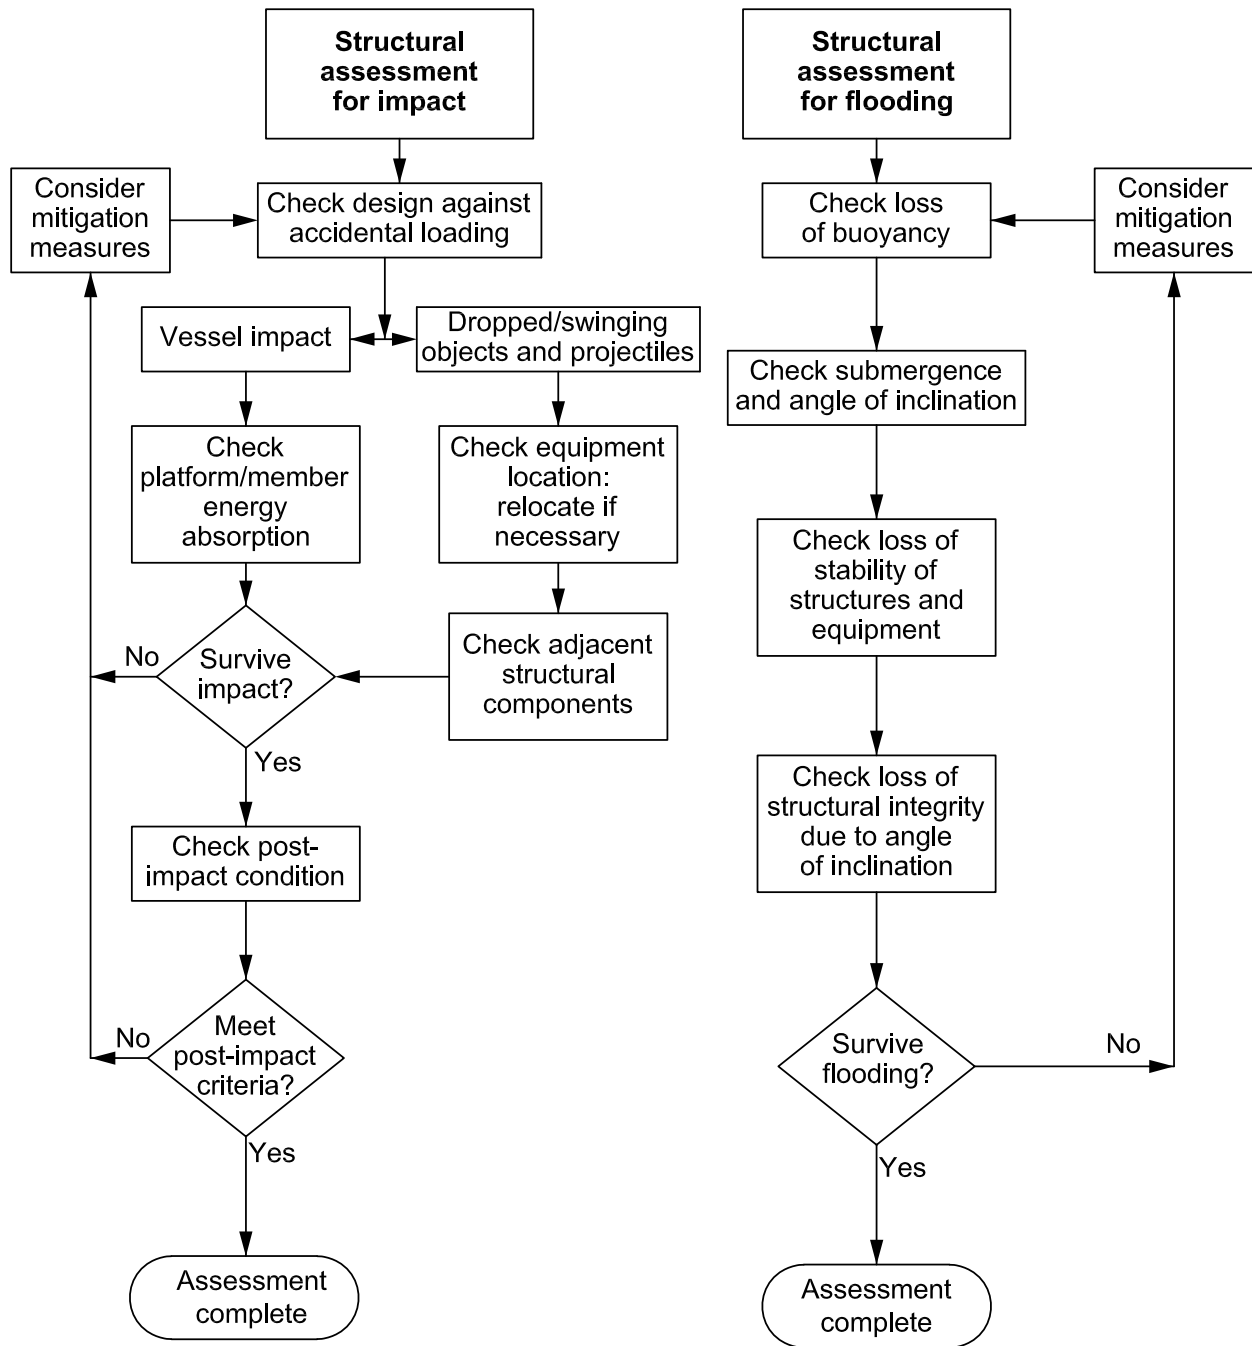 Structural
assessment
for impact
Consider
mitigation
measures
Check design against
accidental loading
Vessel impact
Dropped/swinging
objects and projectiles
Check
platform/member
energy
absorption
Check equipment
location:
relocate if
necessary
Survive
impact?
No
Check adjacent
structural
components
Yes
Check post-
impact condition
Meet
post-impact
criteria?
No
Yes
Assessment
complete
Structural
assessment
for flooding
Check loss
of buoyancy
Consider
mitigation
measures
Check submergence
and angle of inclination
Check loss of
stability of
structures and
equipment
Check loss of
structural integrity
due to angle
of inclination
Survive
flooding?
No
Yes
Assessment
complete